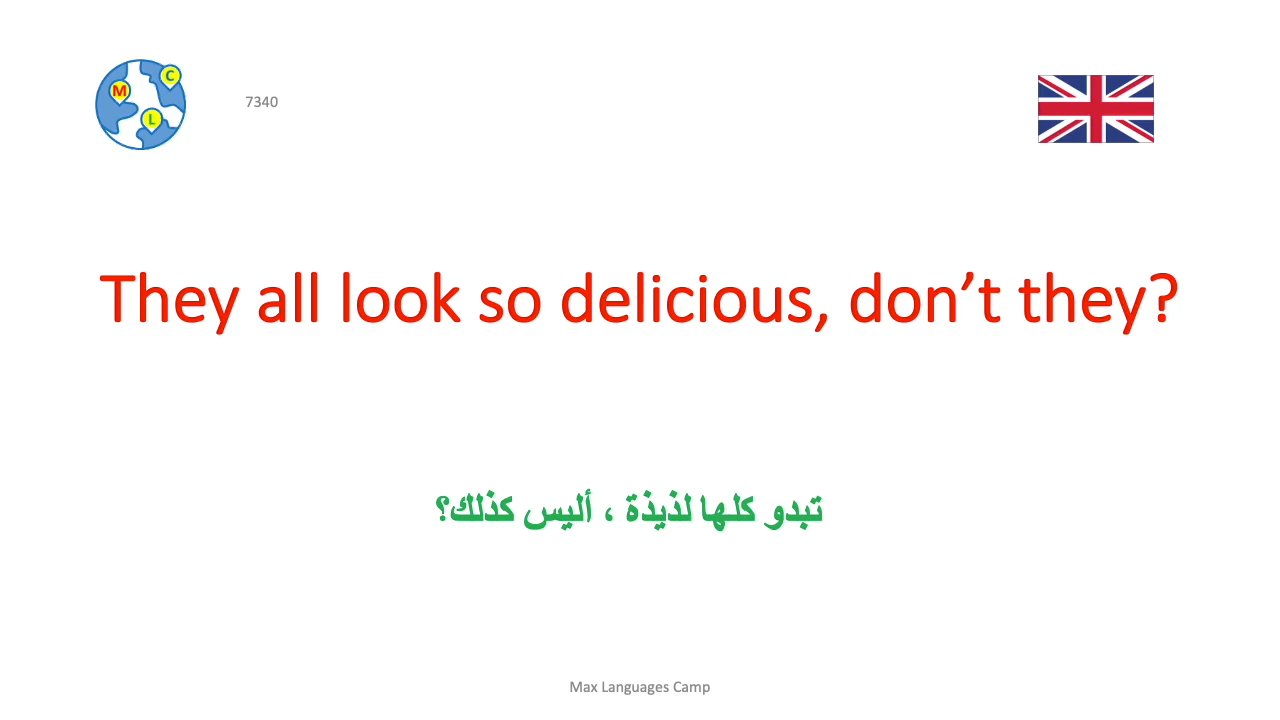 C
M
L
7340
They all look so delicious, don’t they?
تبدو كلها لذيذة ، أليس كذلك؟
Max Languages Camp